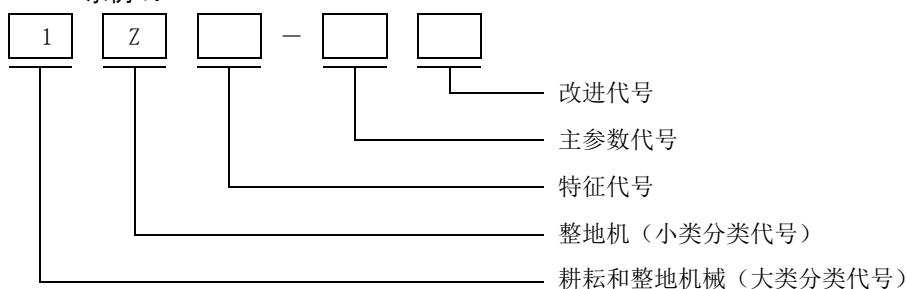 1 Z －
改进代号
主参数代号
特征代号
整地机（小类分类代号）
耕耘和整地机械（大类分类代号）